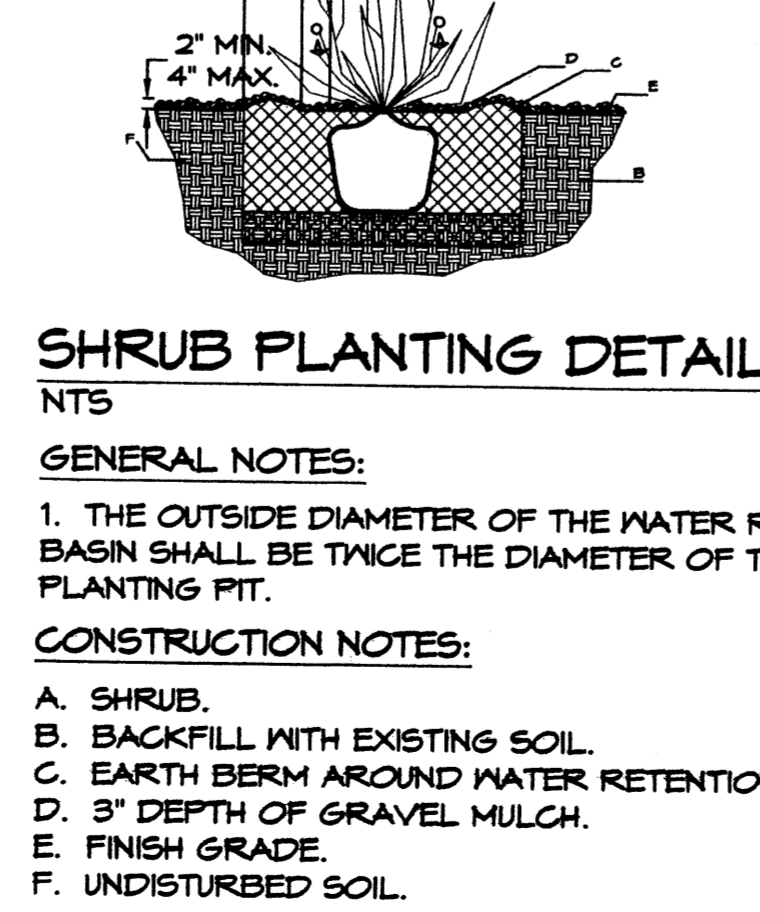 2" MIN.
4" MAX.
D
C
E
F
B
SHRUB PLANTING DETAIL
NTS
GENERAL NOTES:
1. THE OUTSIDE DIAMETER OF THE WATER
BASIN SHALL BE TWICE THE DIAMETER OF
PLANTING PIT.
CONSTRUCTION NOTES:
A. SHRUB.
B. BACKFILL WITH EXISTING SOIL.
C. EARTH BERM AROUND WATER
D. 3" DEPTH OF GRAVEL MULCH.
E. FINISH GRADE.
F. UNDISTURBED SOIL.